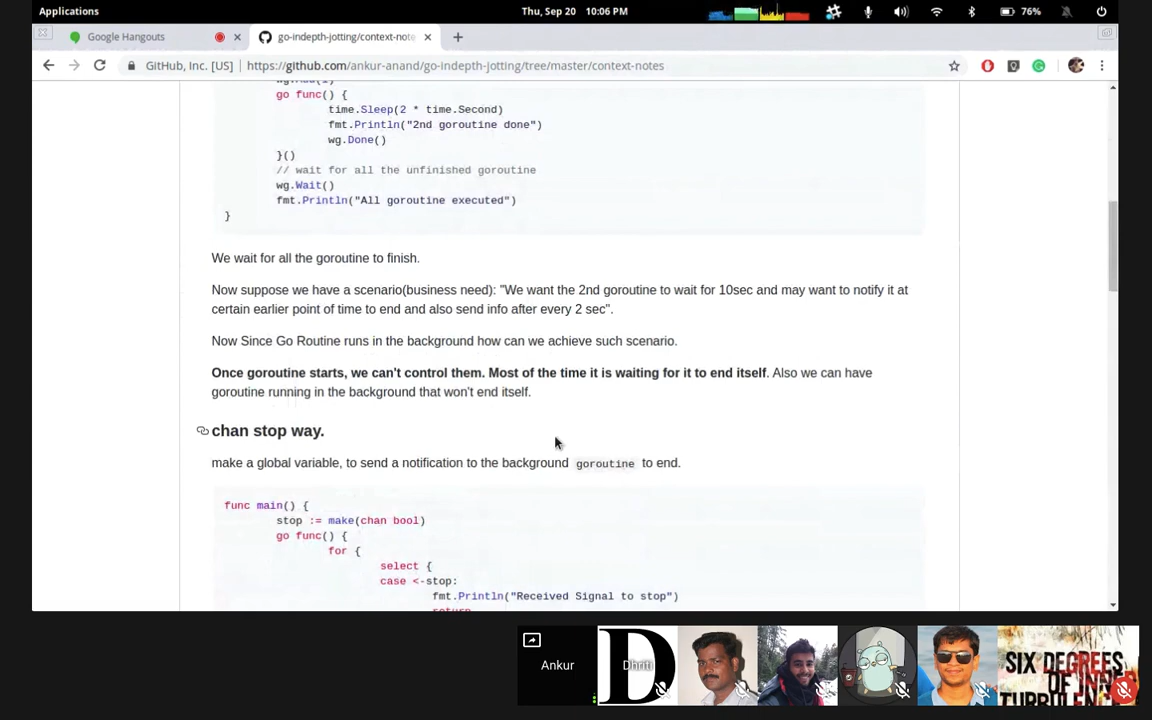 Applications
Thu, Sep 20 10:06 PM
76%
Google Hangouts
go-indepth-jotting/context-note
GitHub, Inc. [US]
https://github.com/ankur-anand/go-indepth-jotting/tree/master/context-notes
go func() {
time.Sleep(2 * time.Second)
fmt.Println("2nd goroutine done")
wg.Done()
}()
// wait for all the unfinished goroutine
wg.Wait()
fmt.Println("All goroutine executed")
}
We wait for all the goroutine to finish.
Now suppose we have a scenario(business need): "We want the 2nd goroutine to wait for 10sec and may want to notify it at
certain earlier point of time to end and also send info after every 2 sec".
Now Since Go Routine runs in the background how can we achieve such scenario.
Once goroutine starts, we can't control them. Most of the time it is waiting for it to end itself. Also we can have
goroutine running in the background that won't end itself.
chan stop way.
make a global variable, to send a notification to the background goroutine to end.
func main() {
stop := make(chan bool)
go func() {
for {
select {
case <-stop:
fmt.Println("Received Signal to stop")
return
Ankur
D
Dhriti
SIX DEGREES
OF INN
TURBULENC